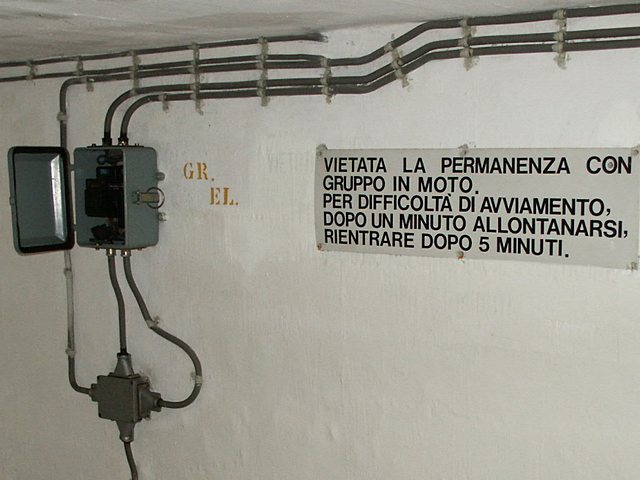 GR.
EL.
VIETATA LA PERMANENZA CON
GRUPPO IN MOTO.
PER DIFFICOLTÀ DI AVVIAMENTO,
DOPO UN MINUTO ALLONTANARSI,
RIENTRARE DOPO 5 MINUTI.